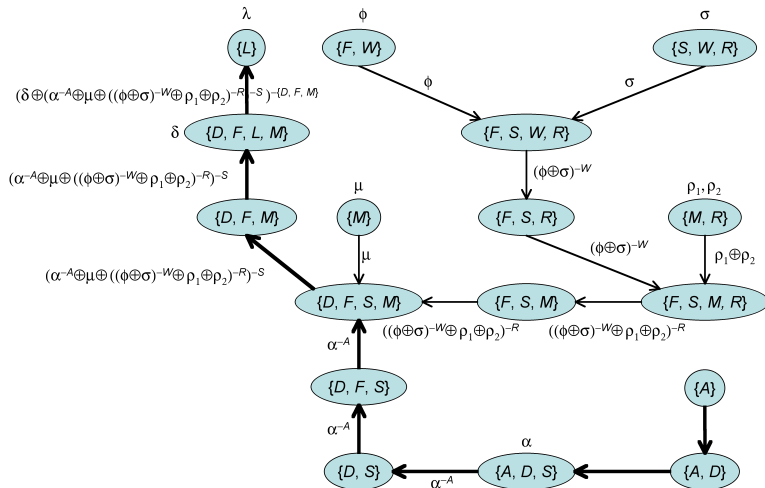 λ
ϕ
σ
{L}
{F, W}
{S, W, R}
(δ⊕(α⁻ᴬ⊕μ⊕((ϕ⊕σ)⁻ᵂ⊕ρ₁⊕ρ₂)⁻ᴿ)⁻ˢ)^–{D, F, M}
ϕ
σ
δ
{D, F, L, M}
{F, S, W, R}
(α⁻ᴬ⊕μ⊕((ϕ⊕σ)⁻ᵂ⊕ρ₁⊕ρ₂)⁻ᴿ)⁻ˢ
(ϕ⊕σ)⁻ᵂ
μ
ρ₁, ρ₂
{D, F, M}
{M}
{F, S, R}
{M, R}
μ
(ϕ⊕σ)⁻ᵂ
ρ₁⊕ρ₂
(α⁻ᴬ⊕μ⊕((ϕ⊕σ)⁻ᵂ⊕ρ₁⊕ρ₂)⁻ᴿ)⁻ˢ
{D, F, S, M}
{F, S, M}
{F, S, M, R}
((ϕ⊕σ)⁻ᵂ⊕ρ₁⊕ρ₂)⁻ᴿ
((ϕ⊕σ)⁻ᵂ⊕ρ₁⊕ρ₂)⁻ᴿ
α⁻ᴬ
{D, F, S}
{A}
α⁻ᴬ
α
{D, S}
{A, D, S}
{A, D}
α⁻ᴬ